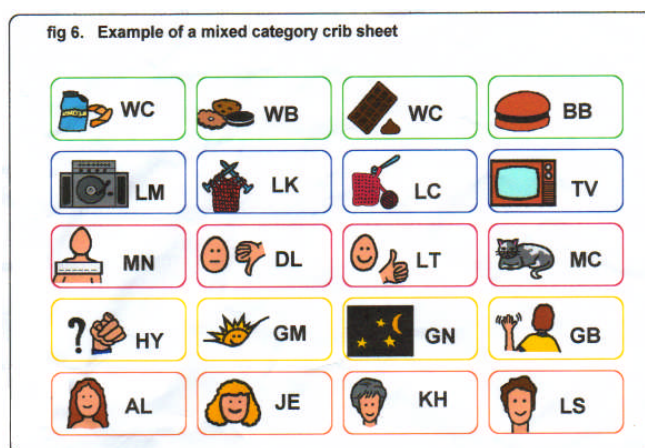 fig 6. Example of a mixed category crib sheet
WC WB WC BB
LM LK LC TV
MN DL LT MC
? HY GM GN GB
AL JE KH LS